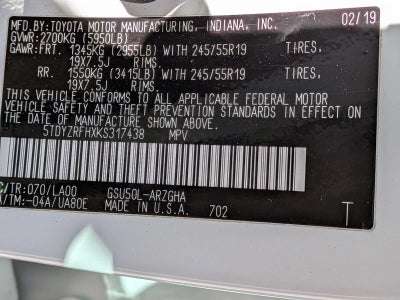 MFD.BY:TOYOTA MOTOR MANUFACTURING, INDIANA, INC. 02/19
GVWR:2700KG (5950LB)
GAWR:FRT. 1345KG (2955LB) WITH 245/55R19 TIRES,
19X7.5J RIMS
RR. 1550KG (3415LB) WITH 245/55R19 TIRES,
19X7.5J RIMS
THIS VEHICLE CONFORMS TO ALL APPLICABLE FEDERAL MOTOR
VEHICLE SAFETY AND THEFT PREVENTION STANDARDS IN EFFECT ON
THE DATE OF MANUFACTURE SHOWN ABOVE.
5TDYZRFHXKS317438 MPV
C/TR:070/LA00 GSU50L-ARZGHA
A/TM:-04A/UA80E MADE IN U.S.A. 702 T